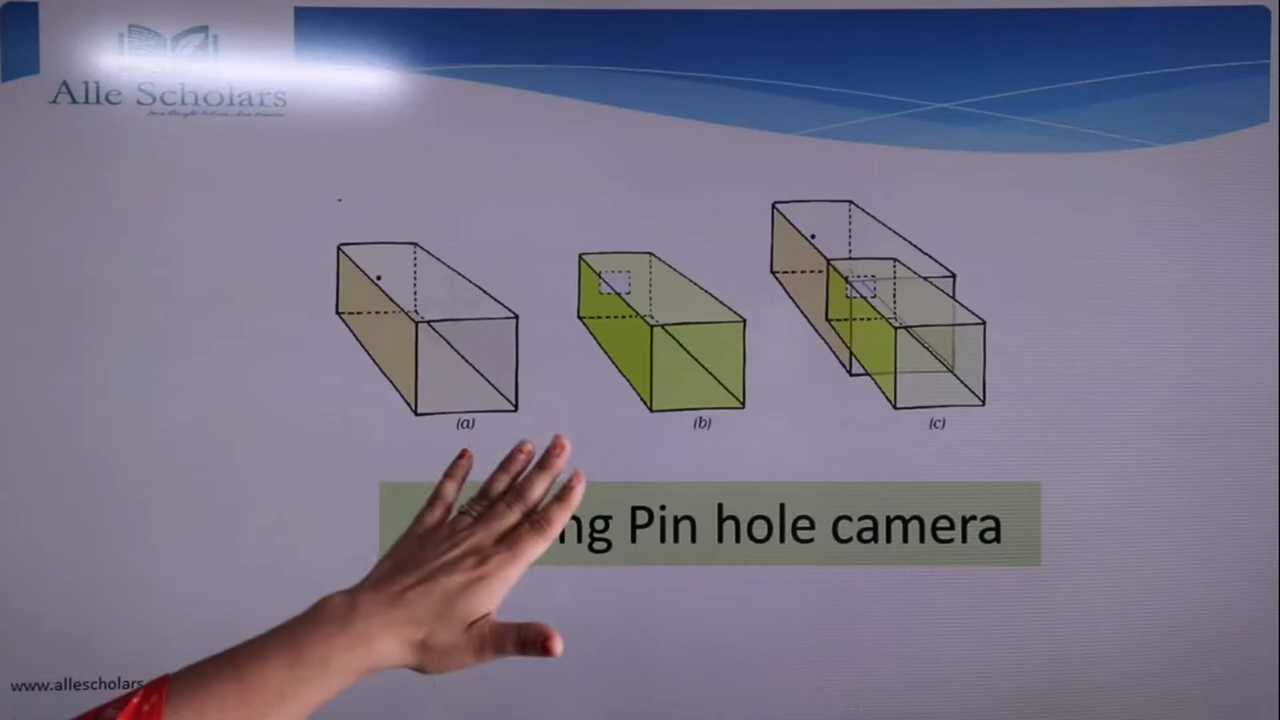 Alle Scholars
(a)
(b)
(c)
ng Pin hole camera
www.allescholars